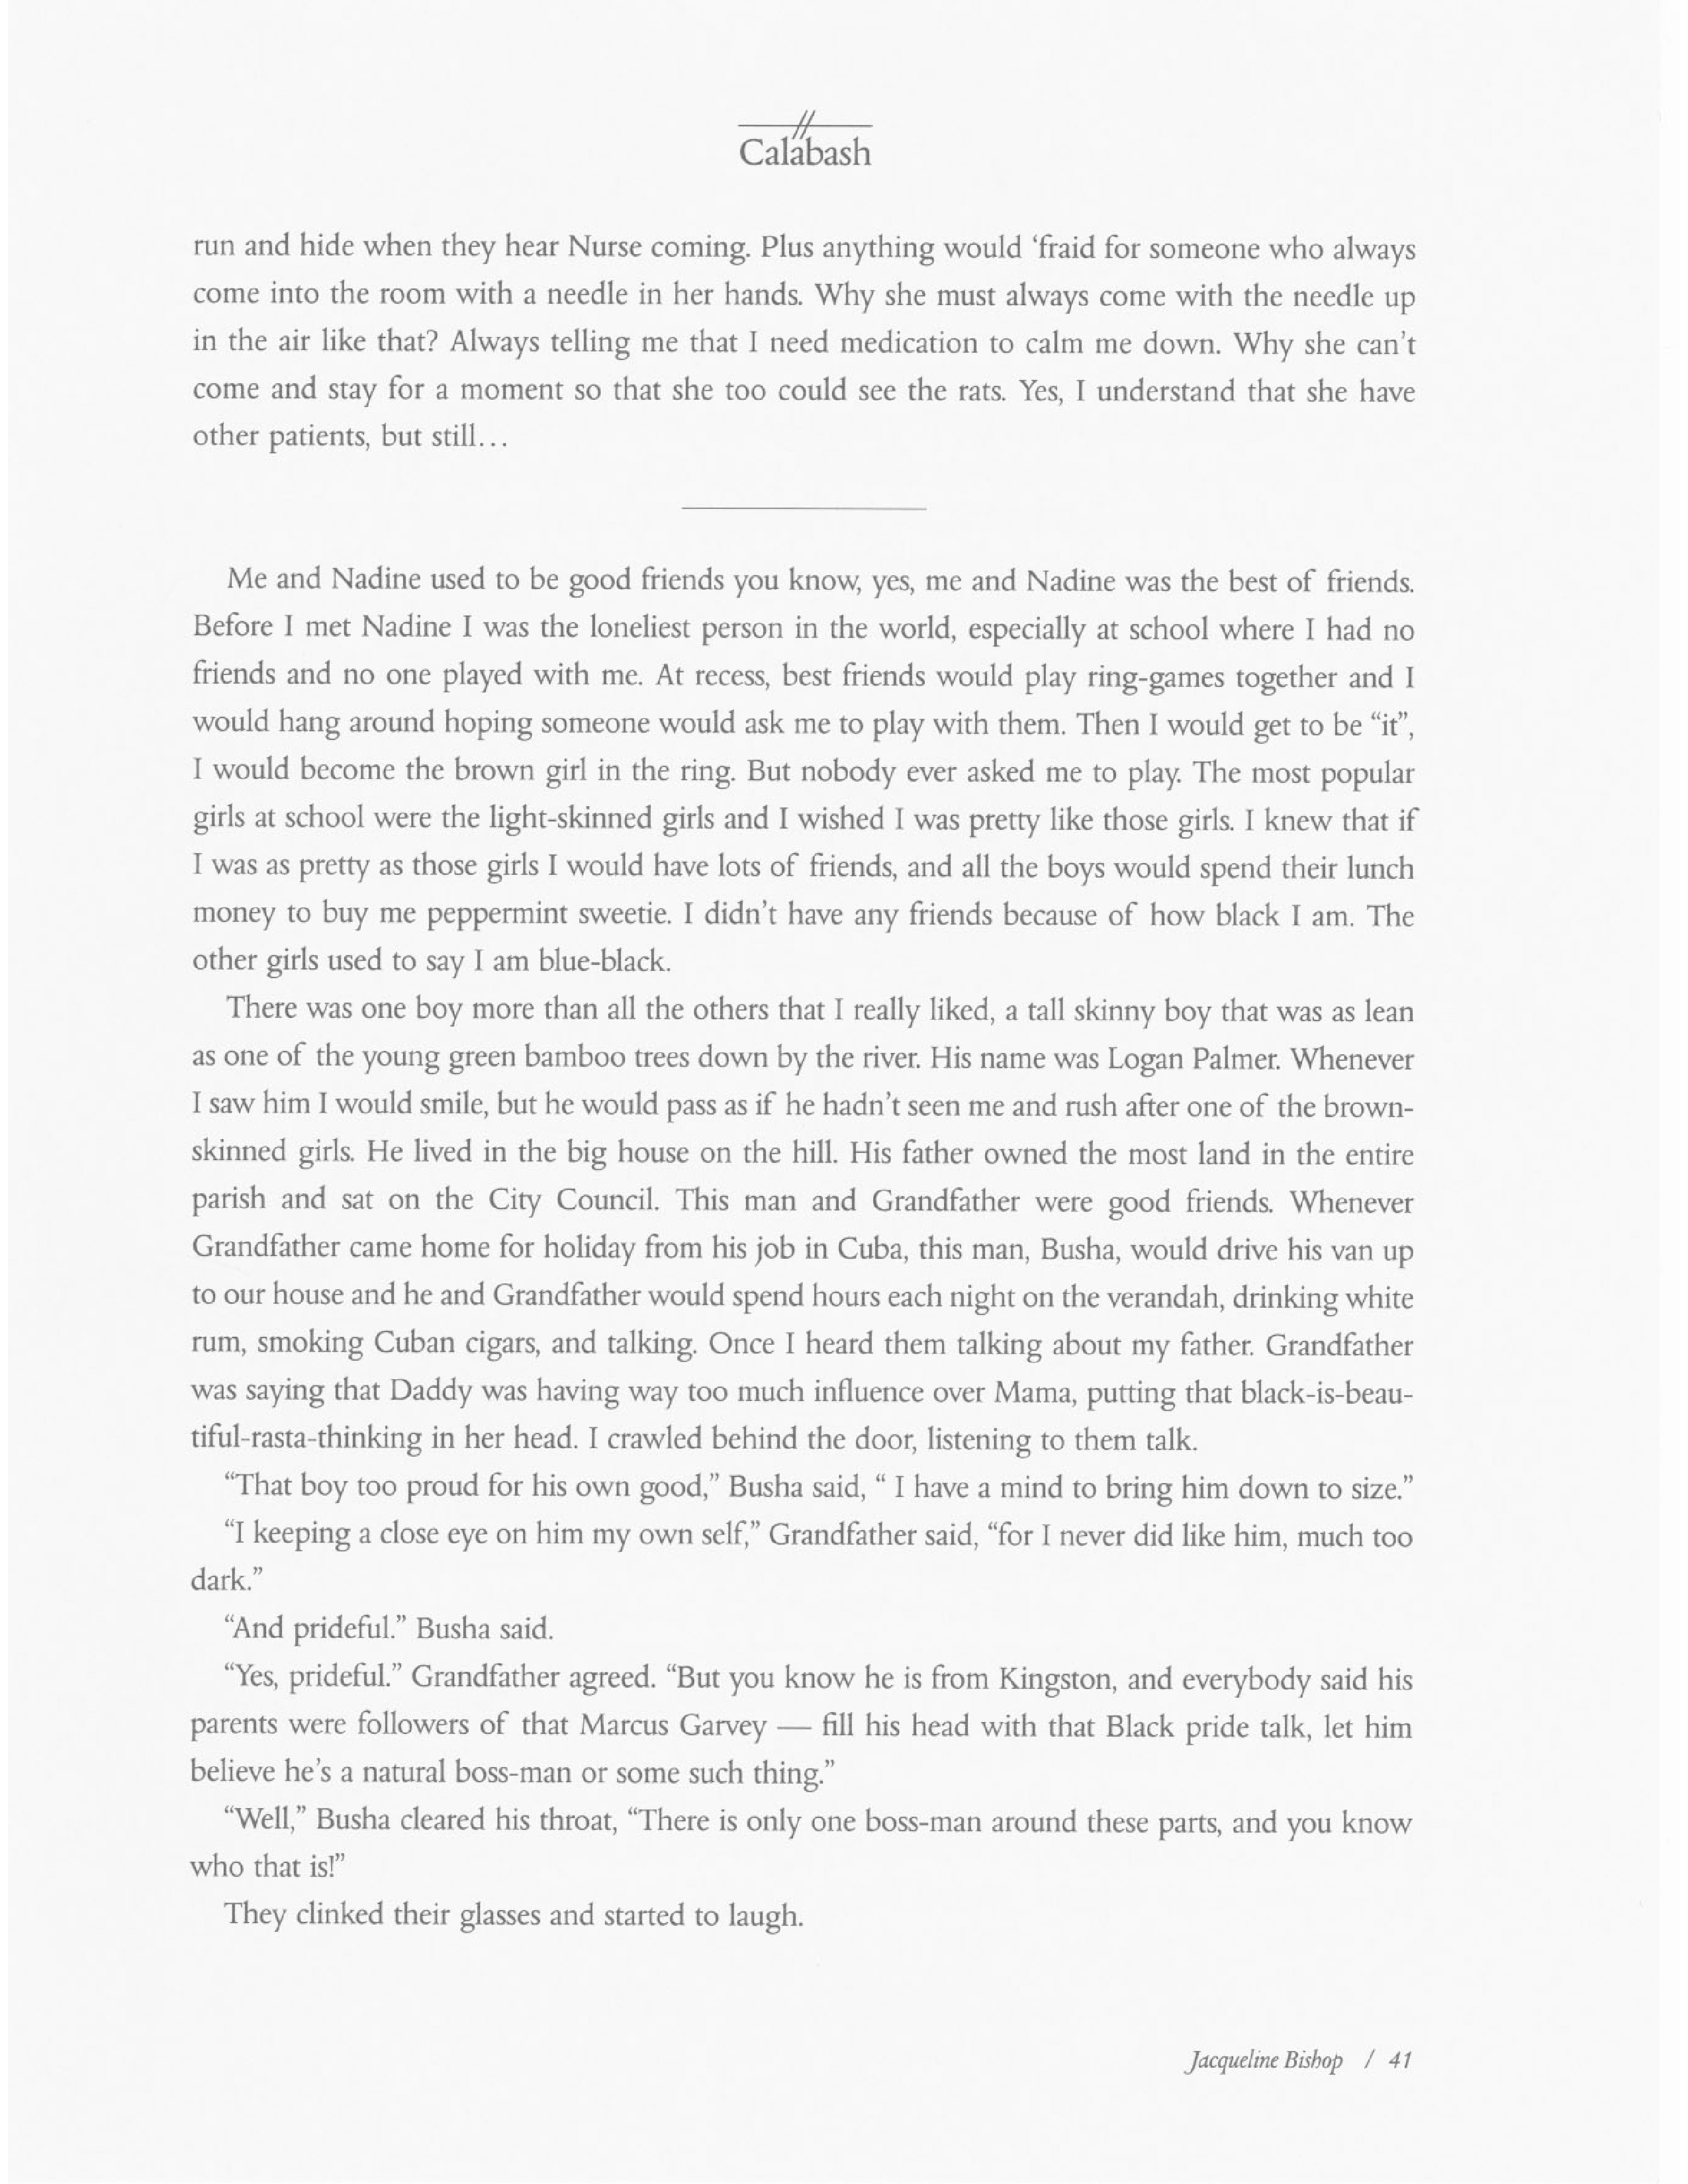 Calabash
run and hide when they hear Nurse coming. Plus anything would ‘fraid for someone who always
come into the room with a needle in her hands. Why she must always come with the needle up
in the air like that? Always telling me that I need medication to calm me down. Why she can’t
come and stay for a moment so that she too could see the rats. Yes, I understand that she have
other patients, but still…
Me and Nadine used to be good friends you know, yes, me and Nadine was the best of friends.
Before I met Nadine I was the loneliest person in the world, especially at school where I had no
friends and no one played with me. At recess, best friends would play ring-games together and I
would hang around hoping someone would ask me to play with them. Then I would get to be “it”,
I would become the brown girl in the ring. But nobody ever asked me to play. The most popular
girls at school were the light-skinned girls and I wished I was pretty like those girls. I knew that if
I was as pretty as those girls I would have lots of friends, and all the boys would spend their lunch
money to buy me peppermint sweetie. I didn’t have any friends because of how black I am. The
other girls used to say I am blue-black.
There was one boy more than all the others that I really liked, a tall skinny boy that was as lean
as one of the young green bamboo trees down by the river. His name was Logan Palmer. Whenever
I saw him I would smile, but he would pass as if he hadn’t seen me and rush after one of the brown-
skinned girls. He lived in the big house on the hill. His father owned the most land in the entire
parish and sat on the City Council. This man and Grandfather were good friends. Whenever
Grandfather came home for holiday from his job in Cuba, this man, Busha, would drive his van up
to our house and he and Grandfather would spend hours each night on the verandah, drinking white
rum, smoking Cuban cigars, and talking. Once I heard them talking about my father. Grandfather
was saying that Daddy was having way too much influence over Mama, putting that black-is-beau-
tiful-rasta-thinking in her head. I crawled behind the door, listening to them talk.
“That boy too proud for his own good,” Busha said, “ I have a mind to bring him down to size.”
“I keeping a close eye on him my own self,” Grandfather said, “for I never did like him, much too
dark.”
“And prideful.” Busha said.
“Yes, prideful.” Grandfather agreed. “But you know he is from Kingston, and everybody said his
parents were followers of that Marcus Garvey — fill his head with that Black pride talk, let him
believe he’s a natural boss-man or some such thing.”
“Well,” Busha cleared his throat, “There is only one boss-man around these parts, and you know
who that is!”
They clinked their glasses and started to laugh.
Jacqueline Bishop / 41